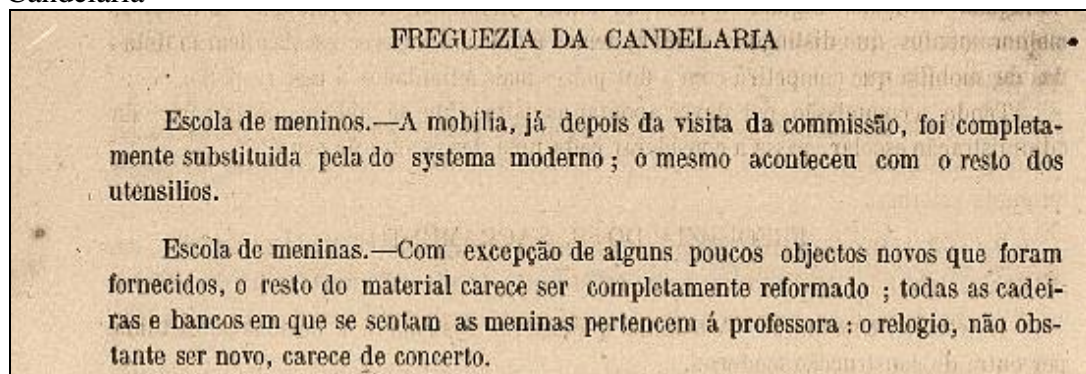 Candelaria
FREGUEZIA DA CANDELARIA
Escola de meninos.—A mobilia, já depois da visita da commissão, foi completa-
mente substituida pela do systema moderno ; o mesmo aconteceu com o resto dos
utensilios.
Escola de meninas.—Com excepção de alguns poucos objectos novos que foram
fornecidos, o resto do material carece ser completamente reformado ; todas as cadei-
ras e bancos em que se sentam as meninas pertencem á professora : o relogio, não obs-
tante ser novo, carece de concerto.